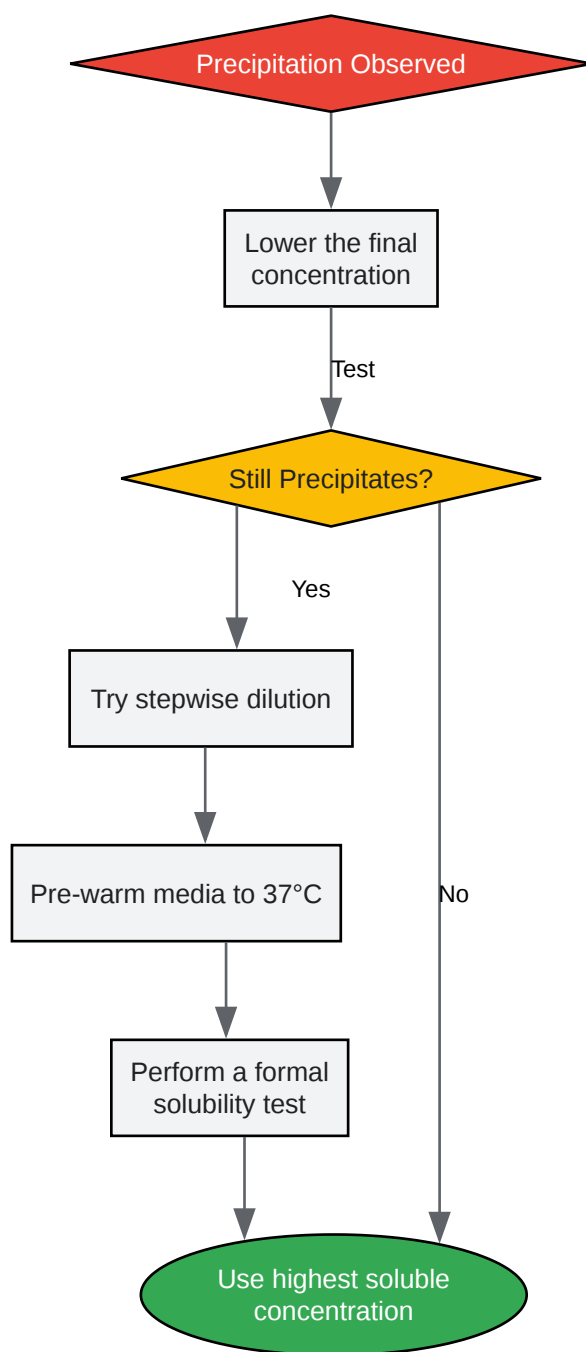 Precipitation Observed
Lower the final
concentration
Test
Still Precipitates?
Yes
Try stepwise dilution
Pre-warm media to 37°C
No
Perform a formal
solubility test
Use highest soluble
concentration